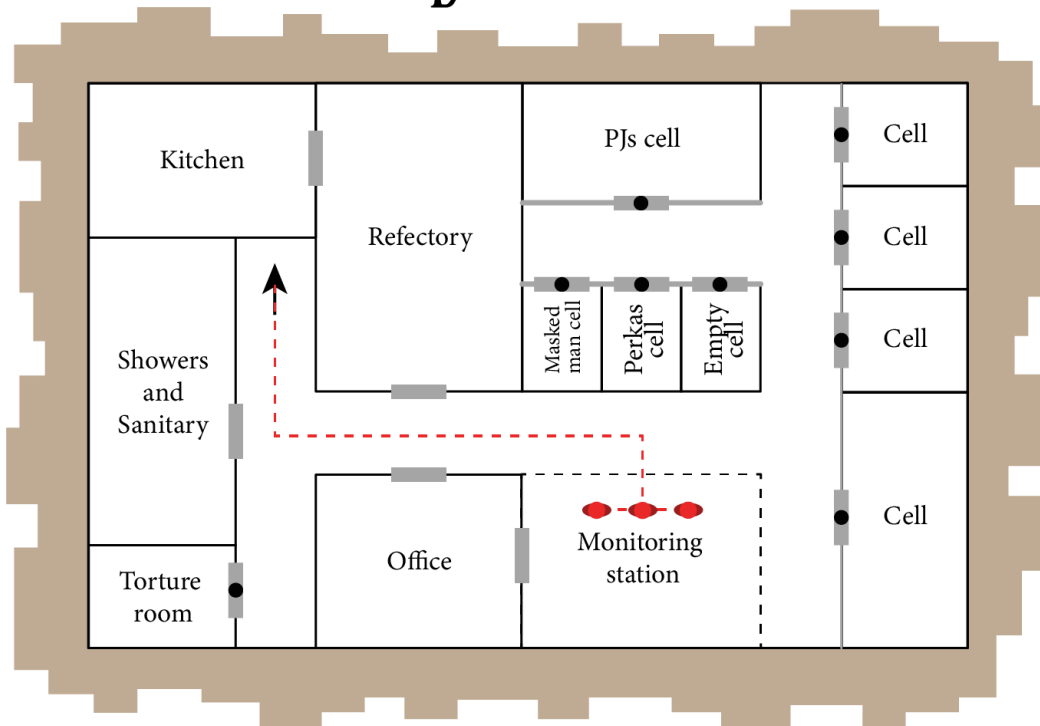 Kitchen
PJs cell
Refectory
Cell
Cell
Cell
Cell
Masked
man cell
Perkas
cell
Empty
cell
Showers
and
Sanitary
Torture
room
Office
Monitoring
station